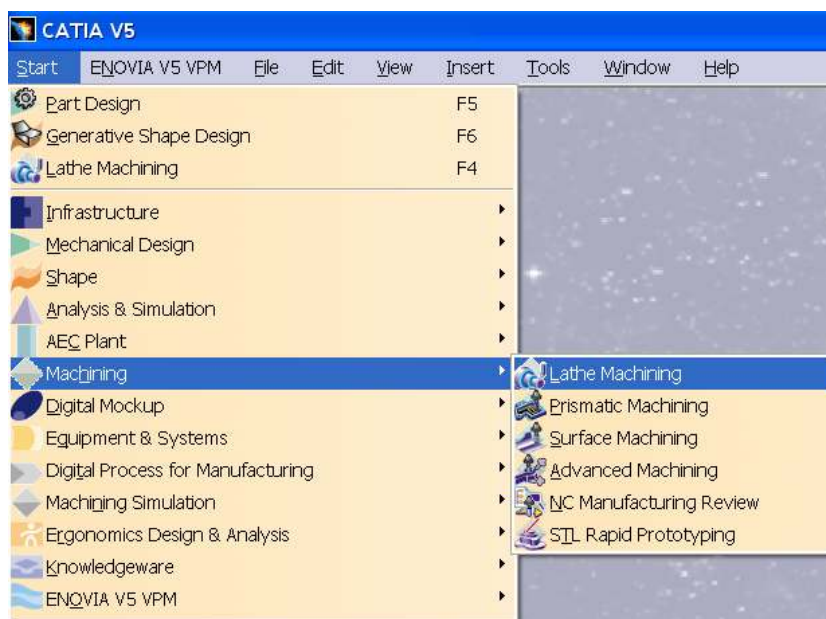 CATIA V5
Start ENOVIA V5 VPM File Edit View Insert Tools Window Help
Part Design F5
Generative Shape Design F6
Lathe Machining F4
Infrastructure
Mechanical Design
Shape
Analysis & Simulation
AEC Plant
Machining
Lathe Machining
Digital Mockup
Prismatic Machining
Equipment & Systems
Surface Machining
Digital Process for Manufacturing
Advanced Machining
Machining Simulation
NC Manufacturing Review
Ergonomics Design & Analysis
STL Rapid Prototyping
Knowledgeware
ENOVIA V5 VPM